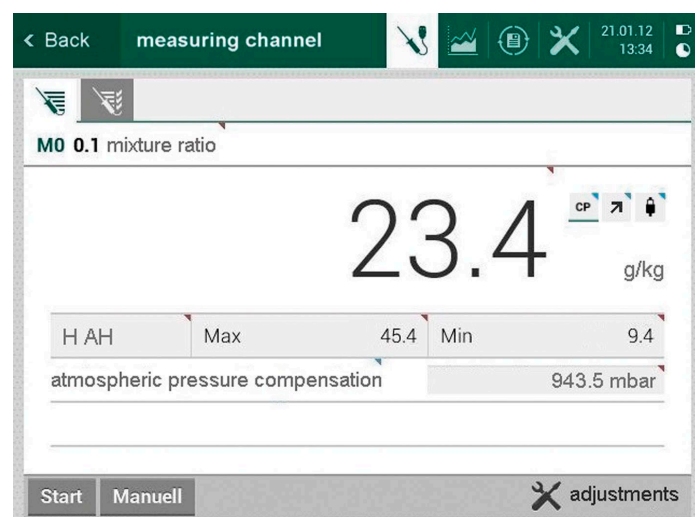 < Back measuring channel 21.01.12
13:34
M0 0.1 mixture ratio
23.4 CP
g/kg
H AH Max 45.4 Min 9.4
atmospheric pressure compensation 943.5 mbar
Start Manuell adjustments